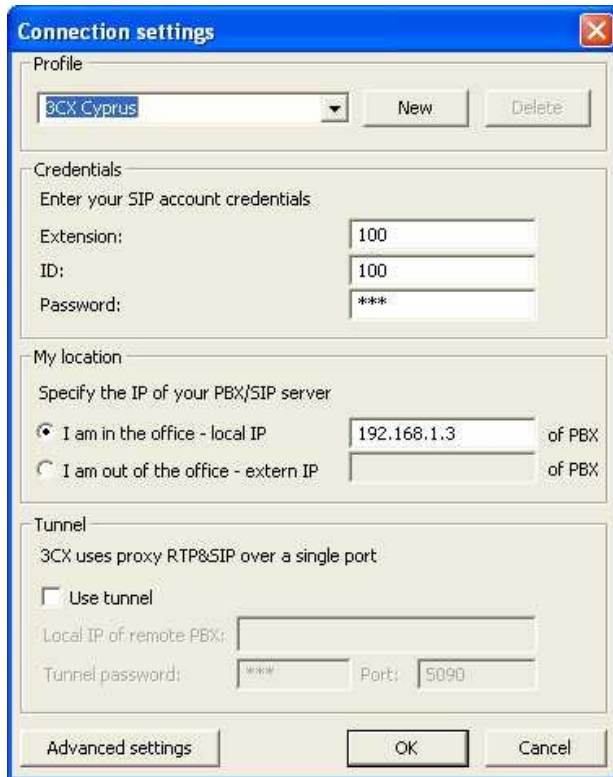 Connection settings
Profile
3CX Cyprus New Delete
Credentials
Enter your SIP account credentials
Extension: 100
ID: 100
Password: ***
My location
Specify the IP of your PBX/SIP server
I am in the office - local IP 192.168.1.3 of PBX
I am out of the office - extern IP of PBX
Tunnel
3CX uses proxy RTP&SIP over a single port
Use tunnel
Local IP of remote PBX:
Tunnel password: *** Port: 5090
Advanced settings OK Cancel